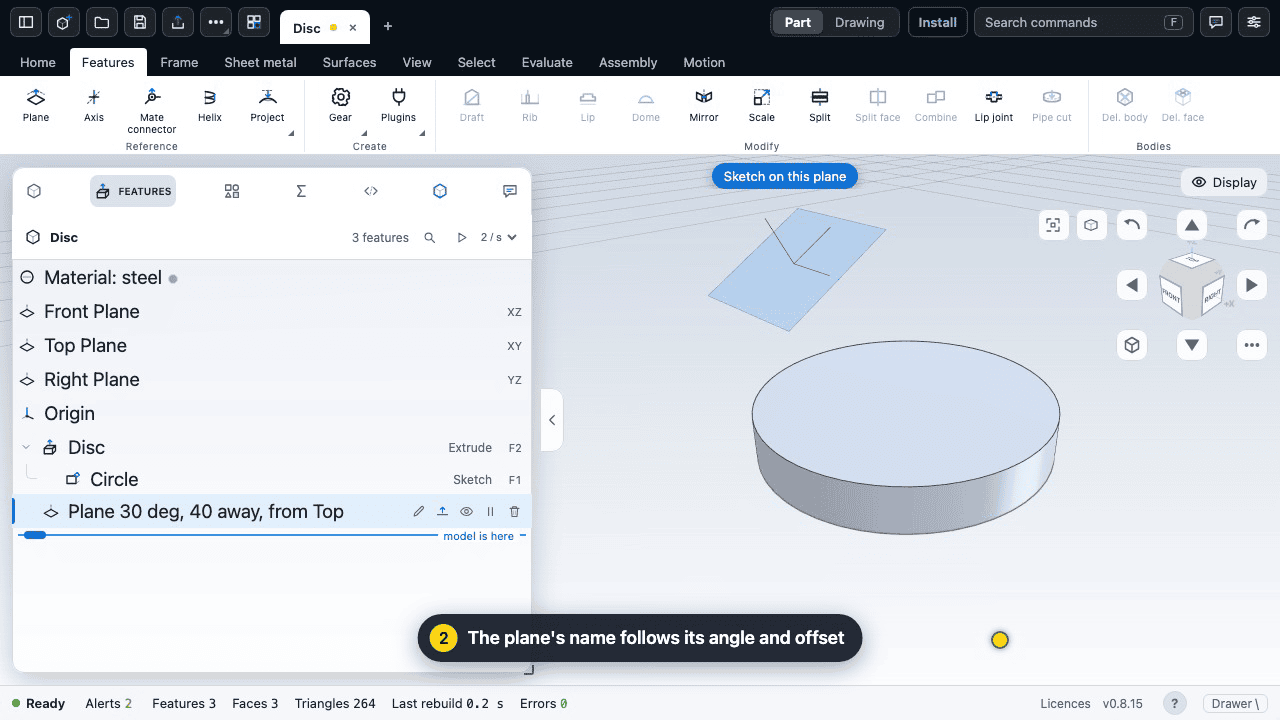 Disc
Part
Drawing
Install
Search commands
F
Home
Features
Frame
Sheet metal
Surfaces
View
Select
Evaluate
Assembly
Motion
Plane
Axis
Mate connector
Helix
Project
Gear
Plugins
Draft
Rib
Lip
Dome
Mirror
Scale
Split
Split face
Combine
Lip joint
Pipe cut
Del. body
Del. face
Reference
Create
Modify
Bodies
FEATURES
Sketch on this plane
Display
Disc
3 features
2 / s
Material: steel
Front Plane
XZ
Top Plane
XY
Right Plane
YZ
Origin
Disc
Extrude
F2
Circle
Sketch
F1
Plane 30 deg, 40 away, from Top
model is here
TOP
FRONT
RIGHT
2 The plane's name follows its angle and offset
Ready
Alerts 2
Features 3
Faces 3
Triangles 264
Last rebuild 0.2 s
Errors 0
Licences
v0.8.15
?
Drawer \